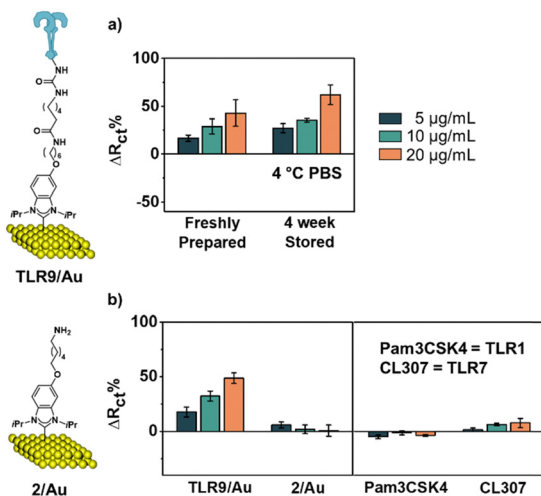 a)
NH
O
NH
( )4
O
NH
( )6
O
iPr
N
N
iPr
TLR9/Au
ΔRct%
100
50
0
-50
4 °C PBS
Freshly
Prepared
4 week
Stored
5 µg/mL
10 µg/mL
20 µg/mL
b)
NH2
( )4
O
iPr
N
N
iPr
2/Au
ΔRct%
100
50
0
-50
Pam3CSK4 = TLR1
CL307 = TLR7
TLR9/Au
2/Au
Pam3CSK4
CL307